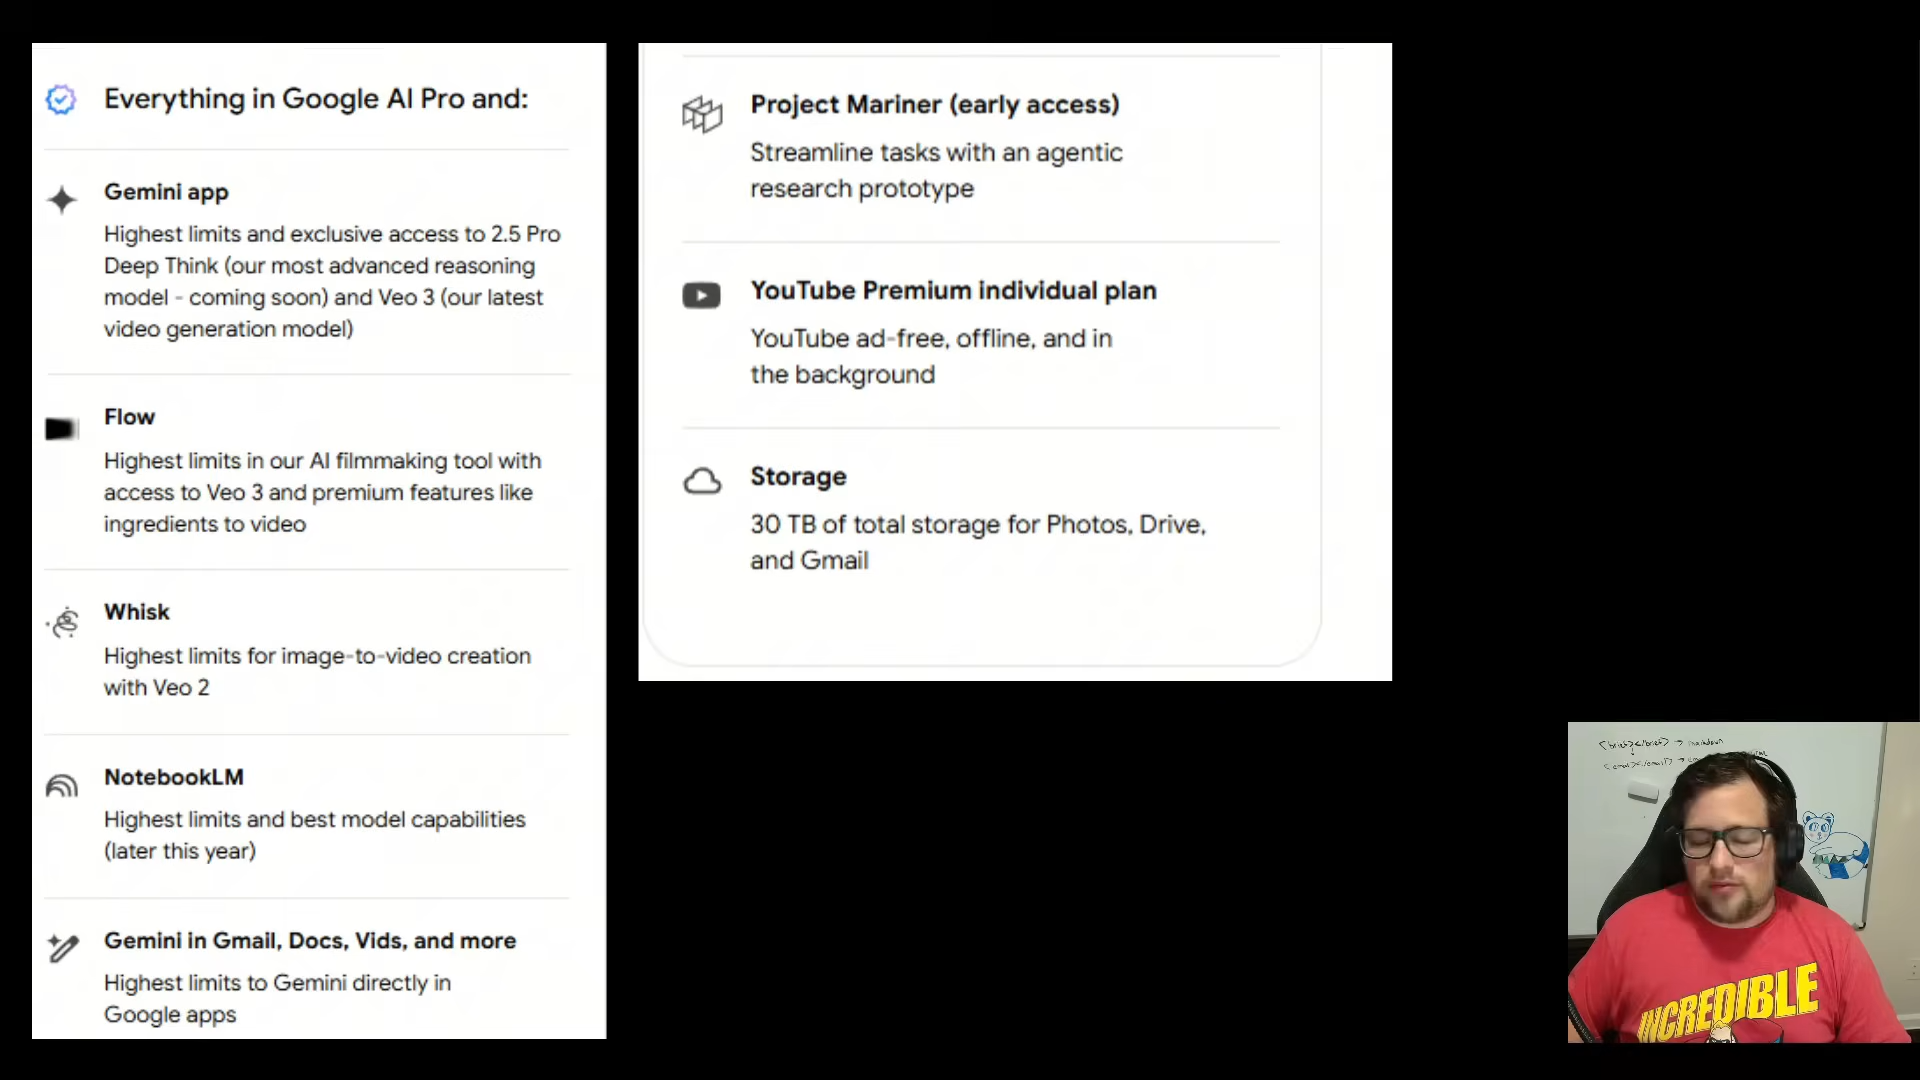 Everything in Google AI Pro and:
Gemini app
Highest limits and exclusive access to 2.5 Pro
Deep Think (our most advanced reasoning
model - coming soon) and Veo 3 (our latest
video generation model)
Flow
Highest limits in our AI filmmaking tool with
access to Veo 3 and premium features like
ingredients to video
Whisk
Highest limits for image-to-video creation
with Veo 2
NotebookLM
Highest limits and best model capabilities
(later this year)
Gemini in Gmail, Docs, Vids, and more
Highest limits to Gemini directly in
Google apps
Project Mariner (early access)
Streamline tasks with an agentic
research prototype
YouTube Premium individual plan
YouTube ad-free, offline, and in
the background
Storage
30 TB of total storage for Photos, Drive,
and Gmail
<brief></brief> → markdown
INCREDIBLE